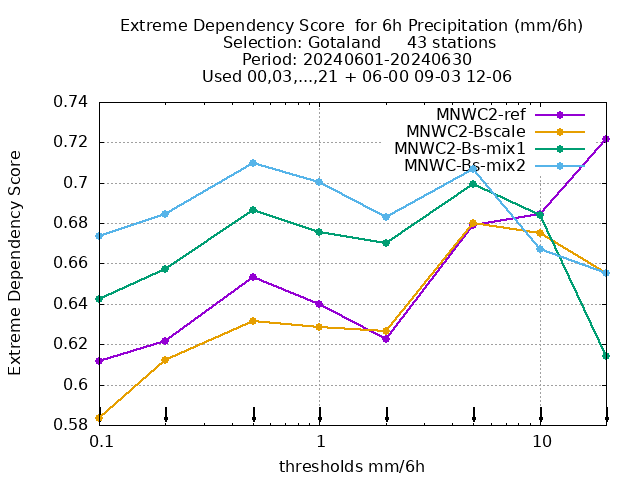 Extreme Dependency Score  for 6h Precipitation (mm/6h)
Selection: Gotaland     43 stations
Period: 20240601-20240630
Used 00,03,...,21 + 06-00 09-03 12-06
Extreme Dependency Score
0.74
0.72
0.7
0.68
0.66
0.64
0.62
0.6
0.58
MNWC2-ref
MNWC2-Bscale
MNWC2-Bs-mix1
MNWC-Bs-mix2
0.1
1
10
thresholds mm/6h